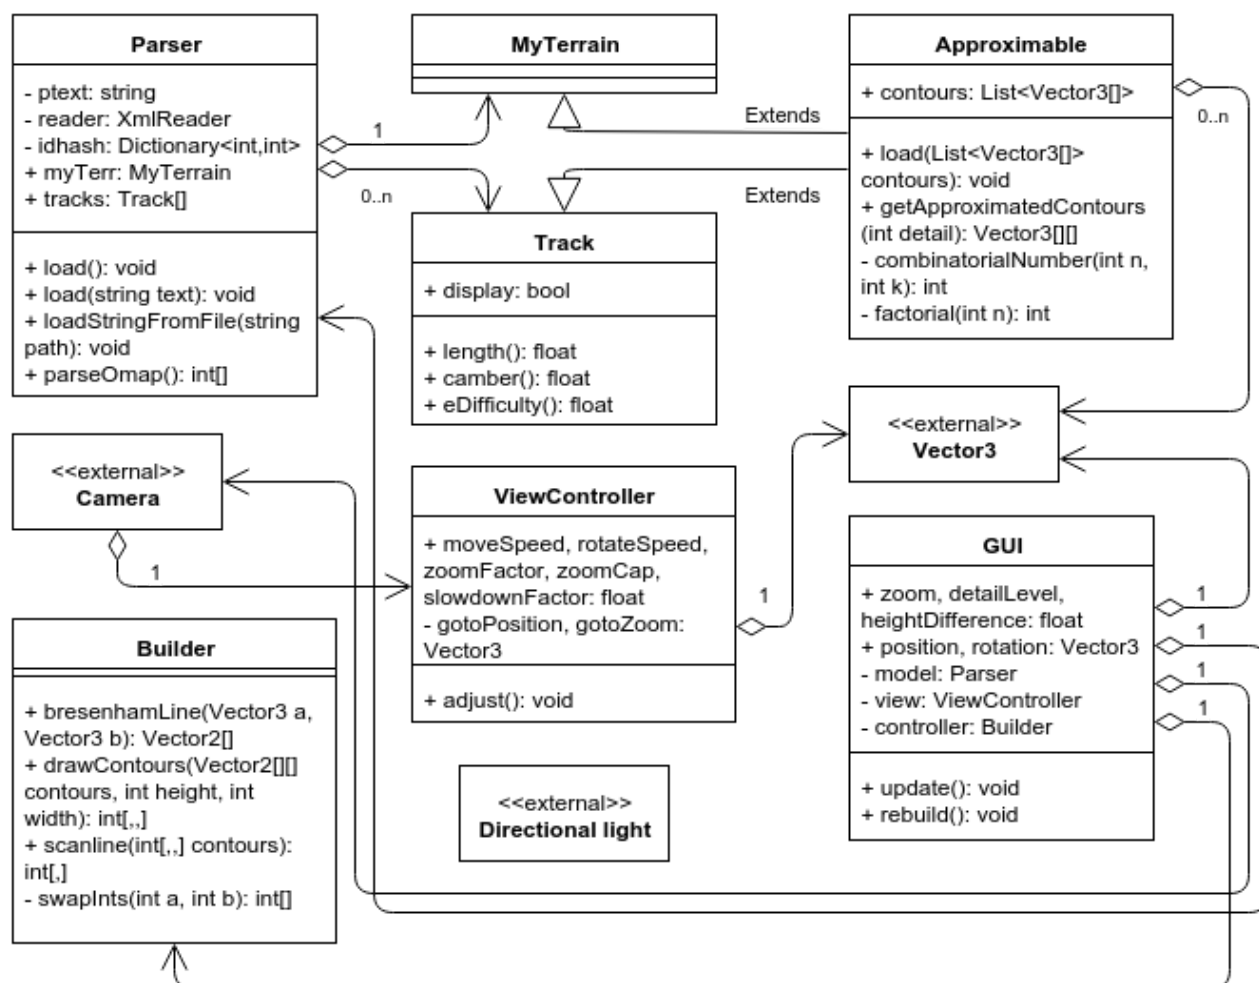 Parser
- ptext: string
- reader: XmlReader
- idhash: Dictionary<int,int>
+ myTerr: MyTerrain
+ tracks: Track[]
+ load(): void
+ load(string text): void
+ loadStringFromFile(string
path): void
+ parseOmap(): int[]
1
0..n
MyTerrain
Extends
Extends
Track
+ display: bool
+ length(): float
+ camber(): float
+ eDifficulty(): float
Approximable
+ contours: List<Vector3[]>
+ load(List<Vector3[]>
contours): void
+ getApproximatedContours
(int detail): Vector3[][]
- combinatorialNumber(int n,
int k): int
- factorial(int n): int
0..n
<<external>>
Camera
1
ViewController
+ moveSpeed, rotateSpeed,
zoomFactor, zoomCap,
slowdownFactor: float
- gotoPosition, gotoZoom:
Vector3
+ adjust(): void
1
<<external>>
Vector3
GUI
+ zoom, detailLevel,
heightDifference: float
+ position, rotation: Vector3
- model: Parser
- view: ViewController
- controller: Builder
+ update(): void
+ rebuild(): void
1
1
1
1
Builder
+ bresenhamLine(Vector3 a,
Vector3 b): Vector2[]
+ drawContours(Vector2[][]
contours, int height, int
width): int[,,]
+ scanline(int[,,] contours):
int[,]
- swapInts(int a, int b): int[]
<<external>>
Directional light